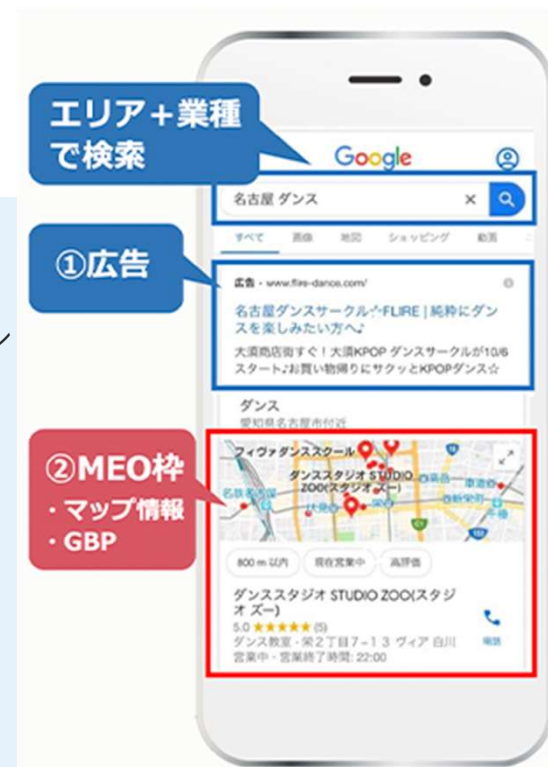 エリア＋業種
で検索
Google
名古屋 ダンス
すべて 画像 地図 ショッピング 動画
①広告
広告・www.flire-dance.com/
名古屋ダンスサークル☆FLIRE | 純粋にダン
スを楽しみたい方へ♪
大須商店街すぐ！大須KPOP ダンスサークルが10/6
スタート♪お買い物帰りにサクッとKPOPダンス☆
ダンス
愛知県名古屋市付近
②MEO枠
・マップ情報
・GBP
フィヴァダンススクール
ダンススタジオ STUDIO
ZOO(スタジオ ズー)
伏見
栄
新栄町
車道
千種
800 m 以内 現在営業中 高評価
ダンススタジオ STUDIO ZOO(スタジ
オ ズー)
5.0 ★★★★★ (5)
ダンス教室・栄２丁目７−１３ ヴィア 白川
営業中・営業終了時間: 22:00
電話